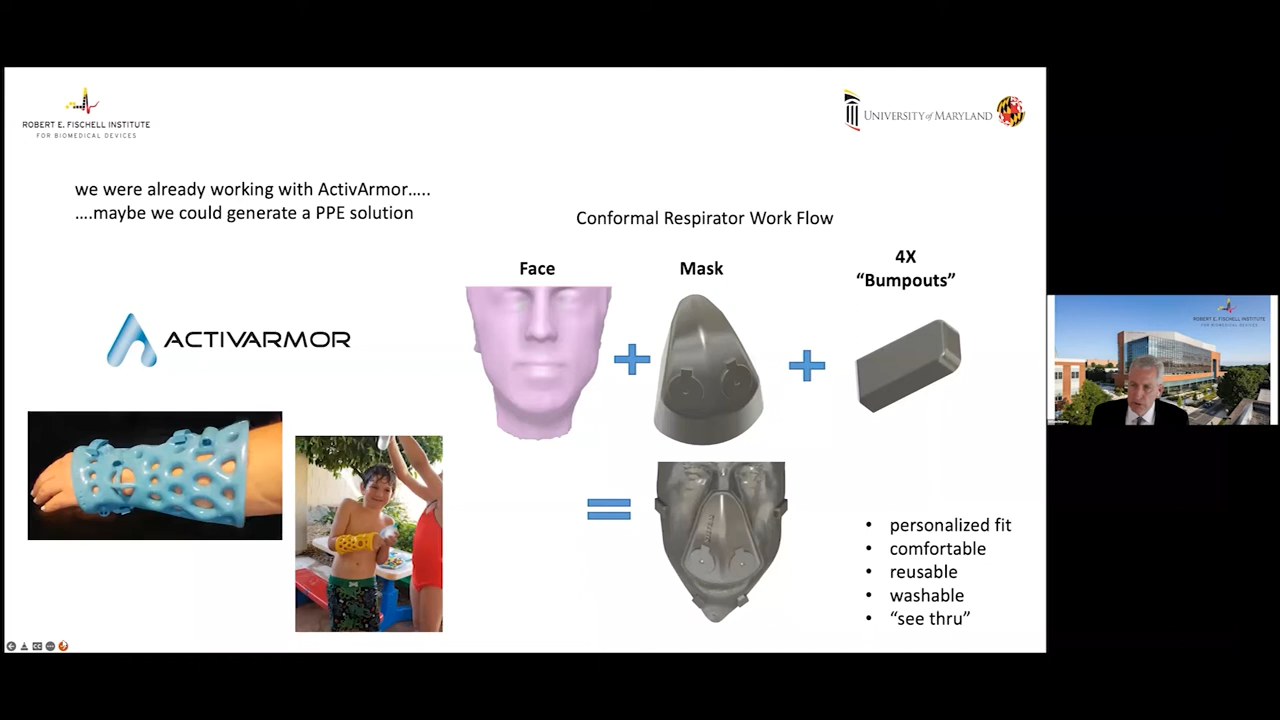 ROBERT E. FISCHELL INSTITUTE
FOR BIOMEDICAL DEVICES
UNIVERSITY of MARYLAND
we were already working with ActivArmor.....
....maybe we could generate a PPE solution
Conformal Respirator Work Flow
Face
Mask
4X
“Bumpouts”
ACTIVARMOR
personalized fit
comfortable
reusable
washable
“see thru”
ROBERT E. FISCHELL INSTITUTE
FOR BIOMEDICAL DEVICES